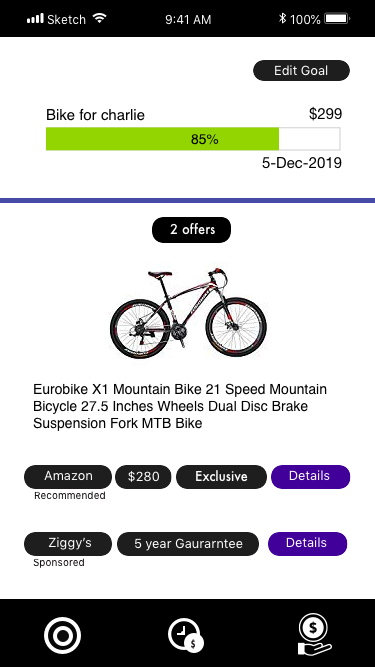 Sketch 9:41 AM 100%
Edit Goal
Bike for charlie $299
85%
5-Dec-2019
2 offers
Eurobike X1 Mountain Bike 21 Speed Mountain
Bicycle 27.5 Inches Wheels Dual Disc Brake
Suspension Fork MTB Bike
Amazon $280 Exclusive Details
Recommended
Ziggy's 5 year Gaurarntee Details
Sponsored
$
$